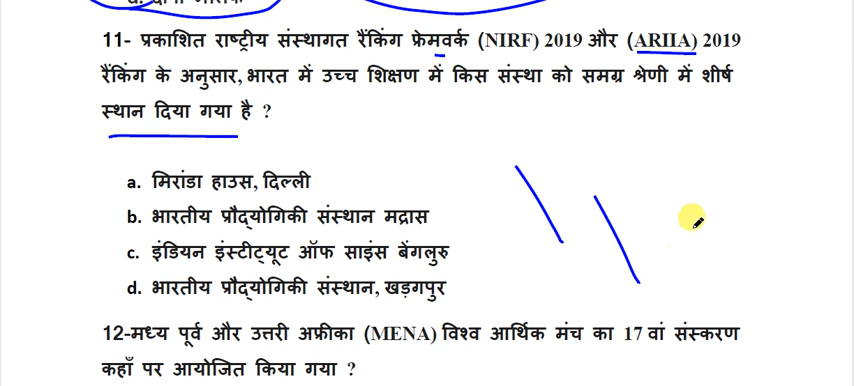 11- प्रकाशित राष्ट्रीय संस्थागत रैंकिंग फ्रेमवर्क (NIRF) 2019 और (ARIIA) 2019
रैंकिंग के अनुसार, भारत में उच्च शिक्षण में किस संस्था को समग्र श्रेणी में शीर्ष
स्थान दिया गया है ?
a. मिरांडा हाउस, दिल्ली
b. भारतीय प्रौद्योगिकी संस्थान मद्रास
c. इंडियन इंस्टीट्यूट ऑफ साइंस बेंगलुरु
d. भारतीय प्रौद्योगिकी संस्थान, खड़गपुर
12-मध्य पूर्व और उत्तरी अफ्रीका (MENA) विश्व आर्थिक मंच का 17 वां संस्करण
कहाँ पर आयोजित किया गया ?